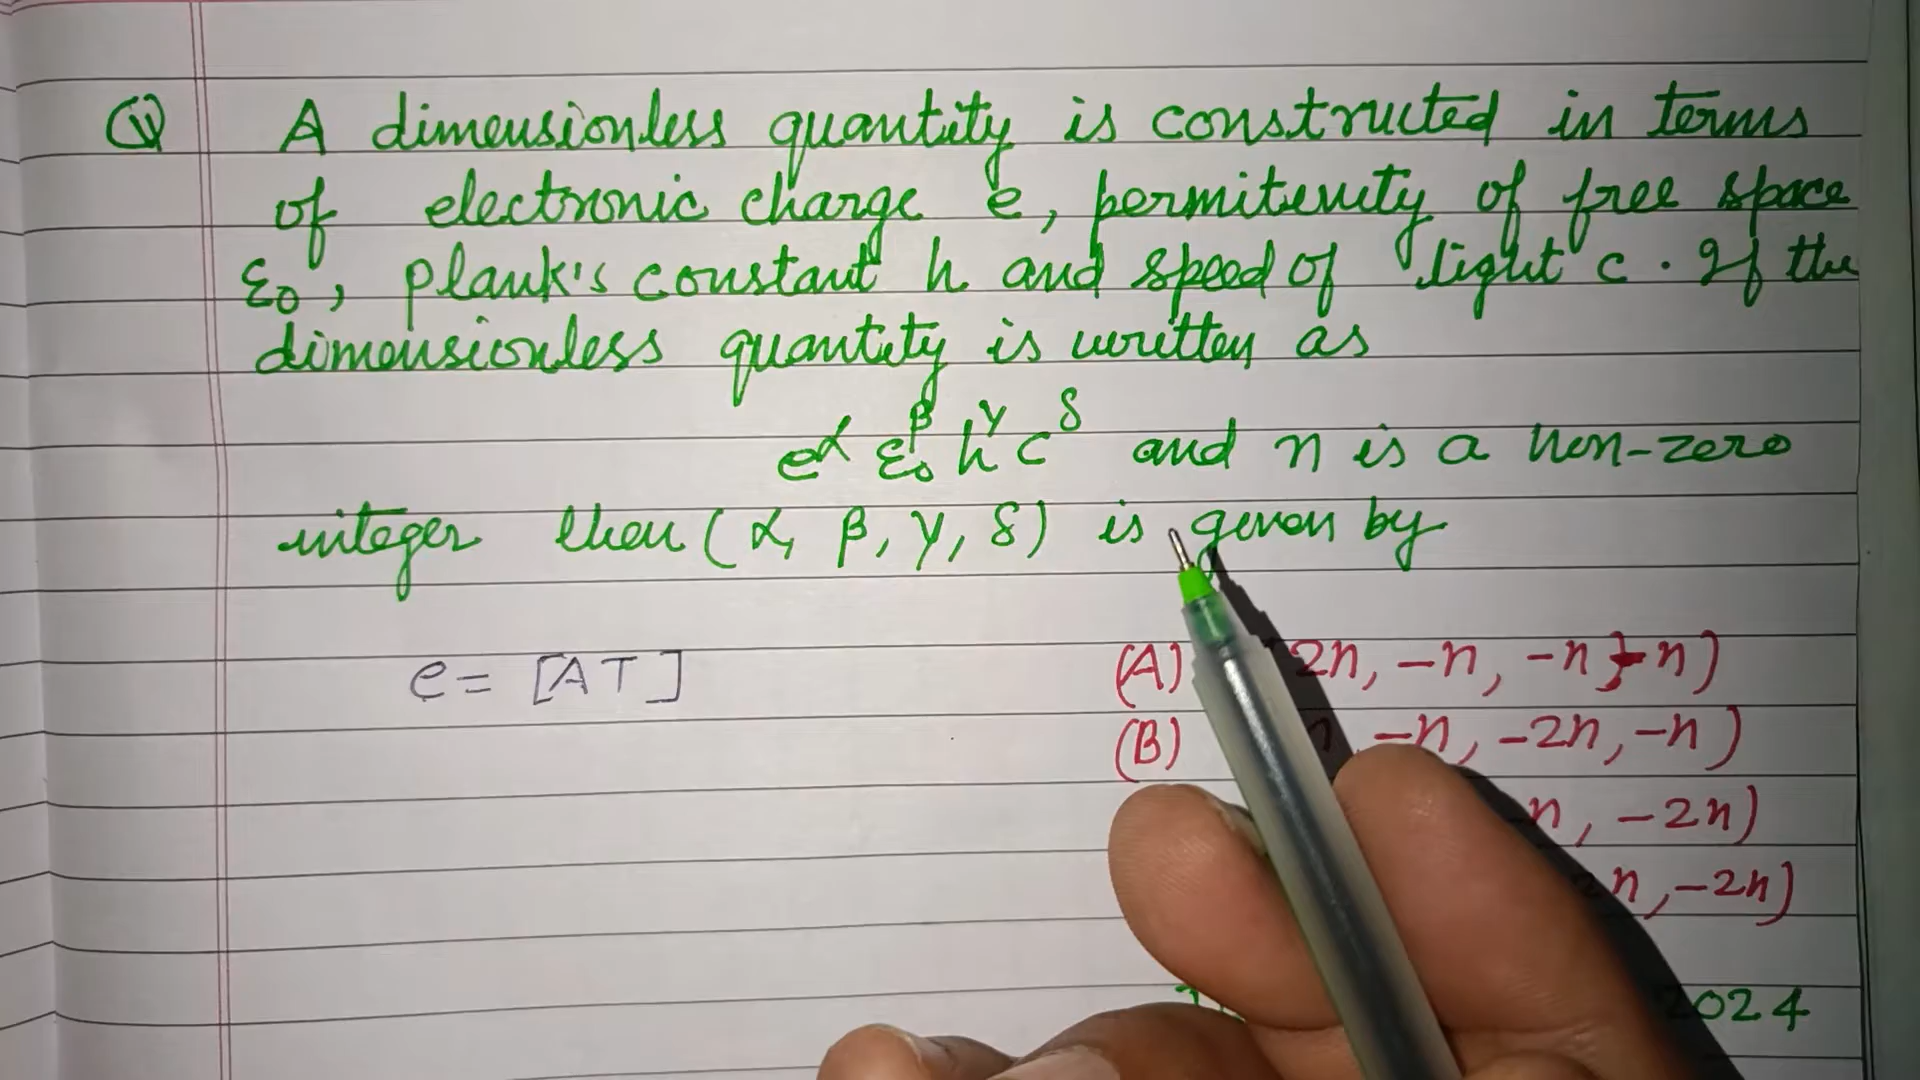 Q A dimensionless quantity is constructed in terms
of electronic charge e, permiterity of free space
ε₀, plank's constant h and speed of light c. If the
dimensionless quantity is written as
e^α ε₀^β h^γ c^δ and n is a non-zero
integer then (α, β, γ, δ) is given by
e = [AT]
(A) 2n, -n, -n, -n)
(B) n, -n, -2n, -n)
n, -2n)
2n, -2n)
2024